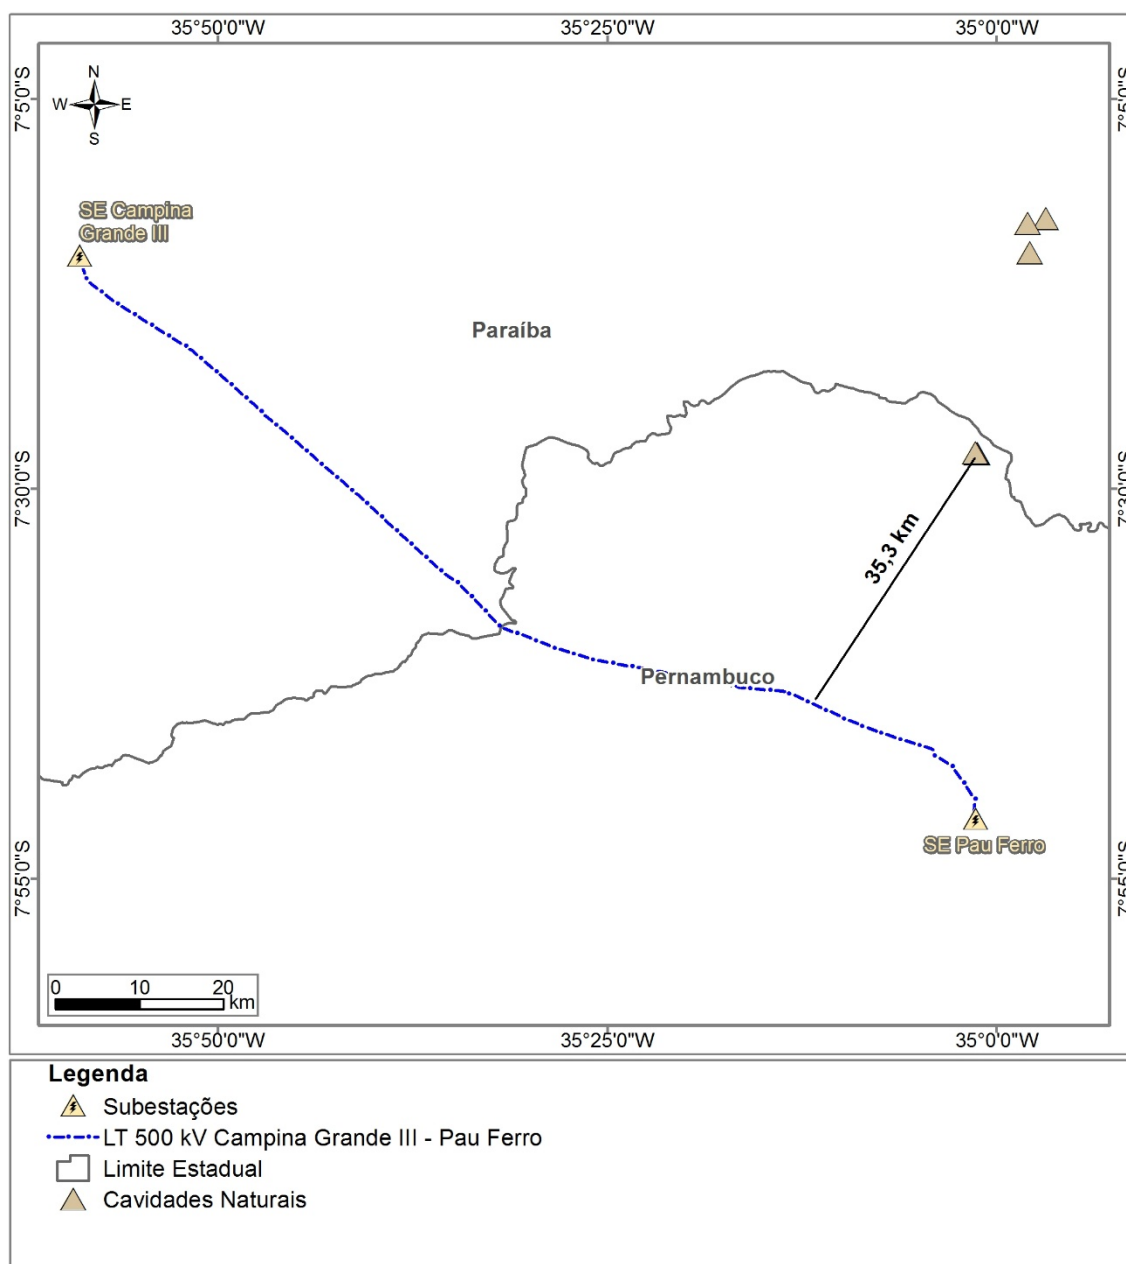 35°50'0"W
35°25'0"W
35°0'0"W
7°5'0"S
7°5'0"S
N
W
E
S
SE Campina
Grande III
Paraíba
7°30'0"S
7°30'0"S
35,3 km
Pernambuco
SE Pau Ferro
7°55'0"S
7°55'0"S
0
10
20
km
35°50'0"W
35°25'0"W
35°0'0"W
Legenda
Subestações
LT 500 kV Campina Grande III - Pau Ferro
Limite Estadual
Cavidades Naturais